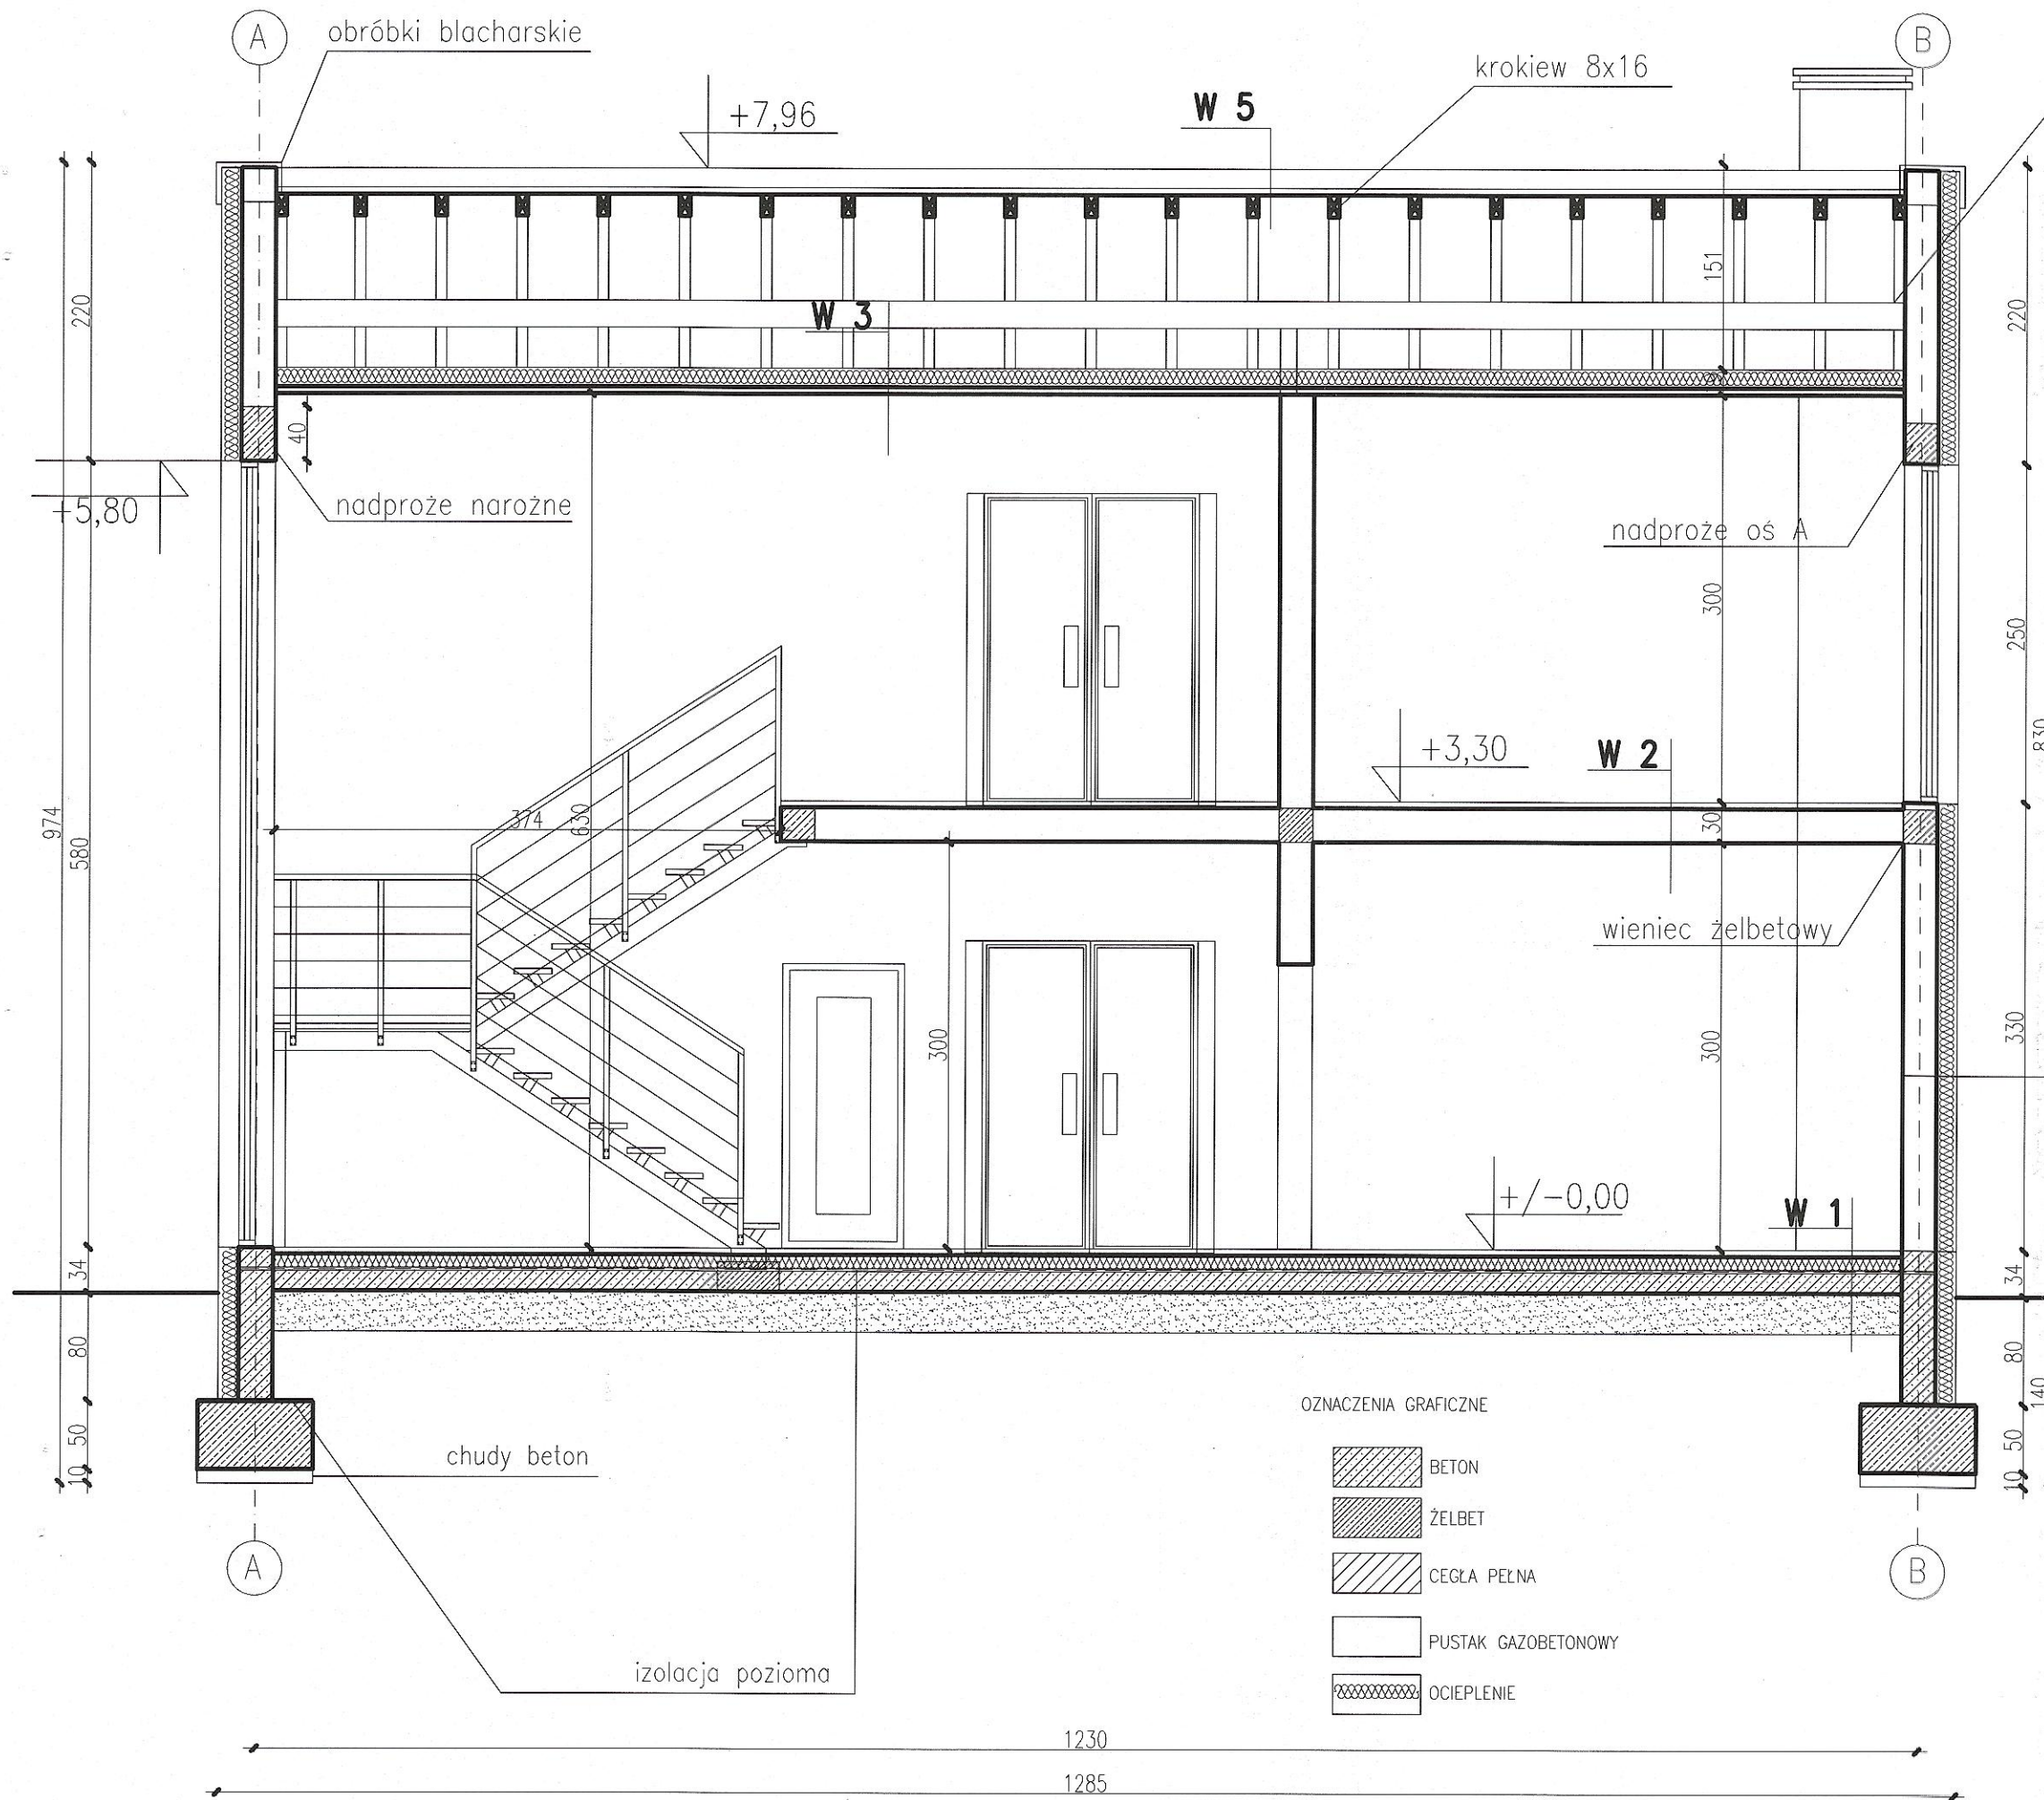 A
obróbki blacharskie
B
krokiew 8x16
W 5
+7,96
151
220
220
W 3
40
nadproże narożne
+5,80
nadproże oś A
300
250
+3,30
W 2
830
374
630
30
974
580
wieniec żelbetowy
300
300
330
+/-0,00
W 1
34
34
80
80
140
50
50
10
10
chudy beton
OZNACZENIA GRAFICZNE
BETON
ŻELBET
CEGŁA PEŁNA
PUSTAK GAZOBETONOWY
OCIEPLENIE
A
B
izolacja pozioma
1230
1285